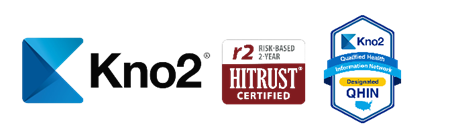 Kno2®
r2 RISK-BASED
2-YEAR
HITRUST®
CERTIFIED
Kno2
Qualified Health
Information Network
Designated
QHIN